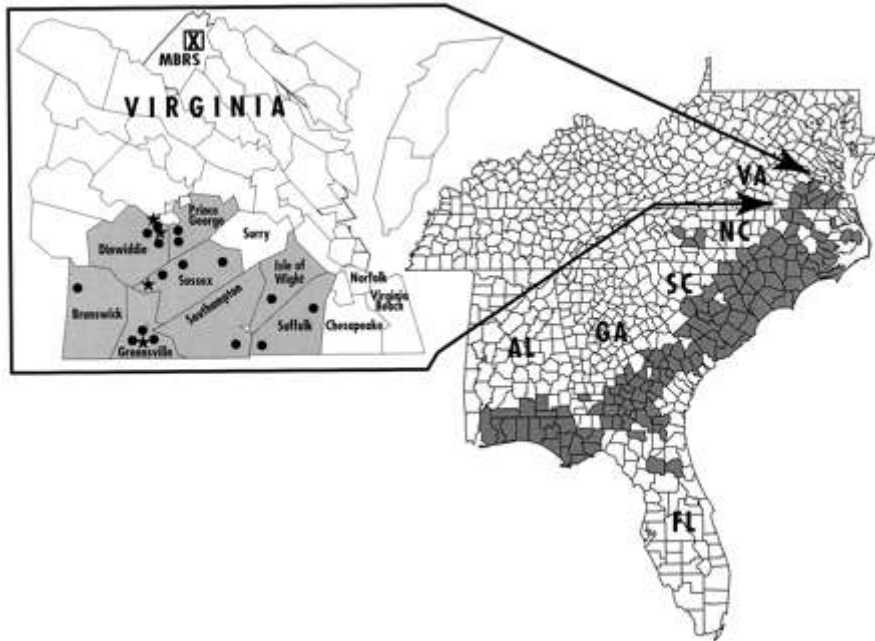 X
MBRS
VIRGINIA
Prince
George
Dinwiddie
Surry
Sussex
Isle of
Wight
Norfolk
Virginia
Beach
Brunswick
Southampton
Suffolk
Chesapeake
Greensville
VA
NC
SC
GA
AL
FL